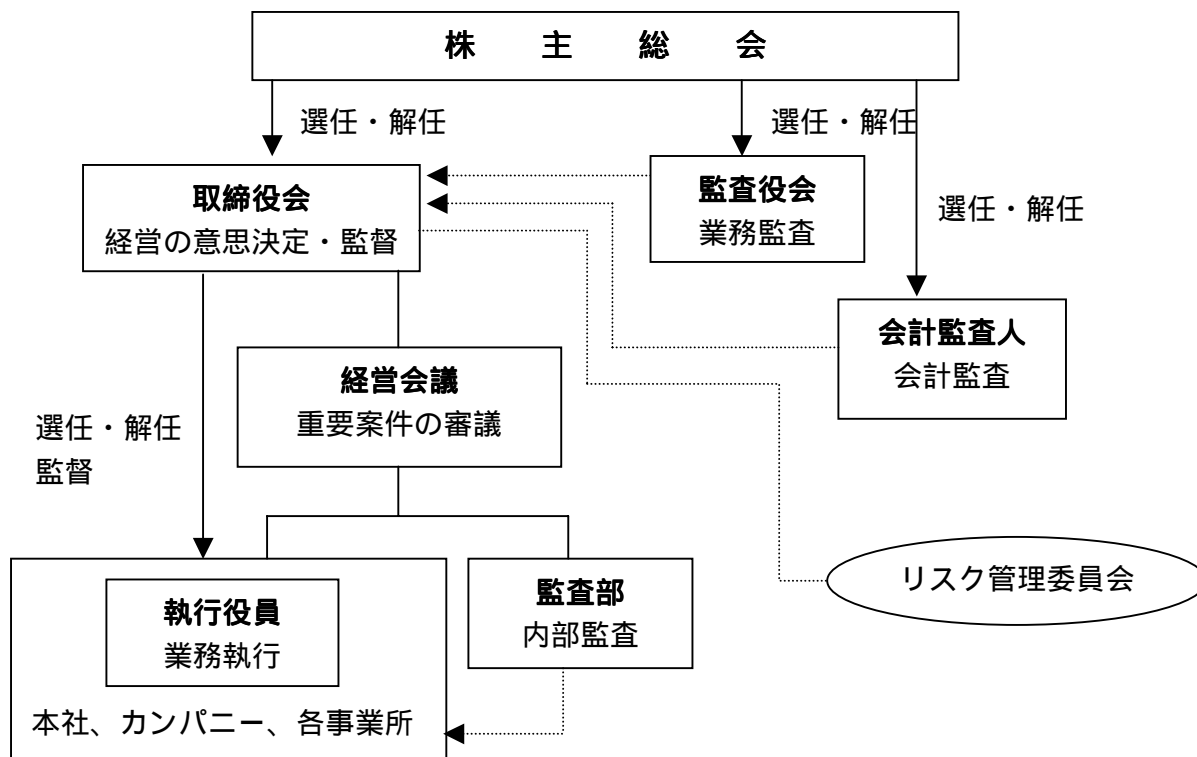 株主総会
選任・解任
選任・解任
取締役会
経営の意思決定・監督
監査役会
業務監査
選任・解任
会計監査人
会計監査
経営会議
重要案件の審議
選任・解任
監督
執行役員
業務執行
監査部
内部監査
リスク管理委員会
本社、カンパニー、各事業所